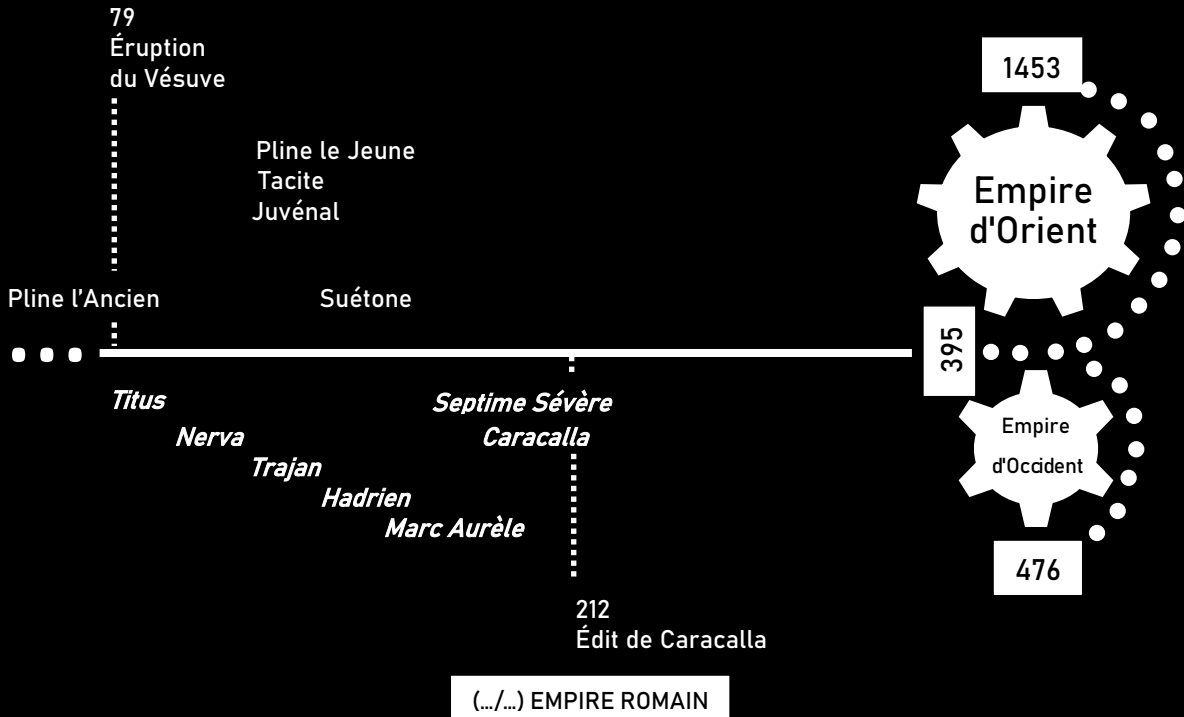 79
Éruption
du Vésuve
1453
Pline le Jeune
Tacite
Juvénal
Empire
d'Orient
Pline l’Ancien
Suétone
395
Titus
Septime Sévère
Nerva
Caracalla
Trajan
Hadrien
Marc Aurèle
Empire
d'Occident
476
212
Édit de Caracalla
(.../...) EMPIRE ROMAIN